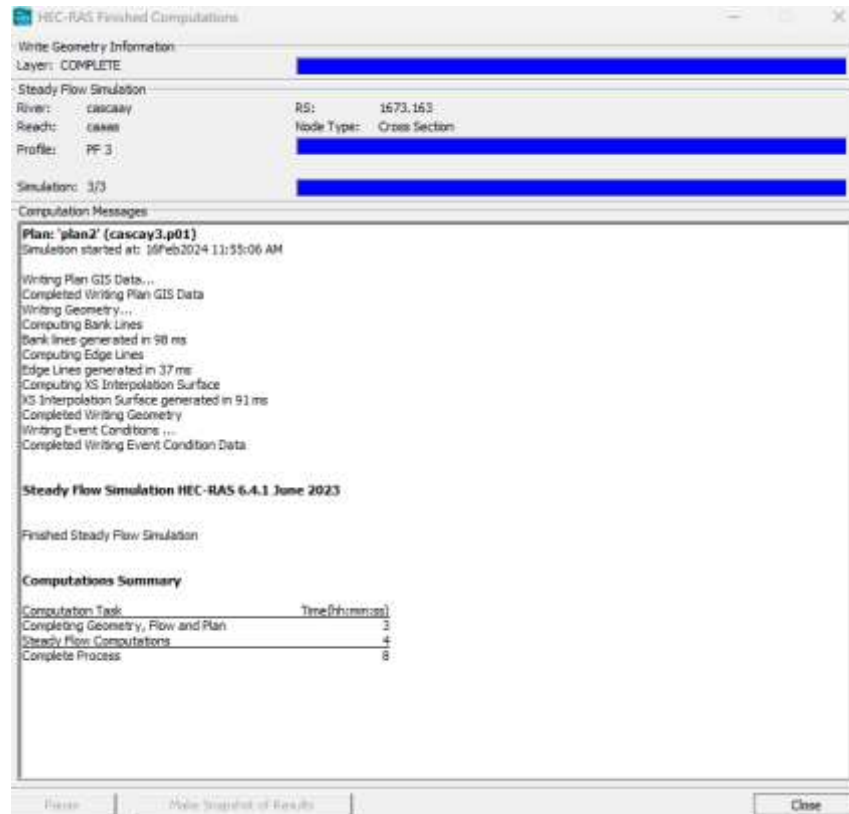 HEC-RAS Finished Computations
Write Geometry Information
Layer: COMPLETE
Steady Flow Simulation
River: cascaay RS: 1673.163
Reach: Node Type: Cross Section
Profile: PF 3
Simulation: 3/3
Computation Messages
Plan: 'plan2' (cascay3.p01)
Simulation started at: 16Feb2024 11:55:06 AM
Writing Plan GIS Data...
Completed Writing Plan GIS Data
Writing Geometry...
Computing Bank Lines
Bank lines generated in 98 ms
Computing Edge Lines
Edge Lines generated in 37 ms
Computing XS Interpolation Surface
XS Interpolation Surface generated in 91 ms
Completed Writing Geometry
Writing Event Conditions ...
Completed Writing Event Condition Data
Steady Flow Simulation HEC-RAS 6.4.1 June 2023
Finished Steady Flow Simulation
Computations Summary
Computation Task Time(hh:mm:ss)
Completing Geometry, Flow and Plan 3
Steady Flow Computations 4
Complete Process 8
Pause Make Snapshot of Results Close